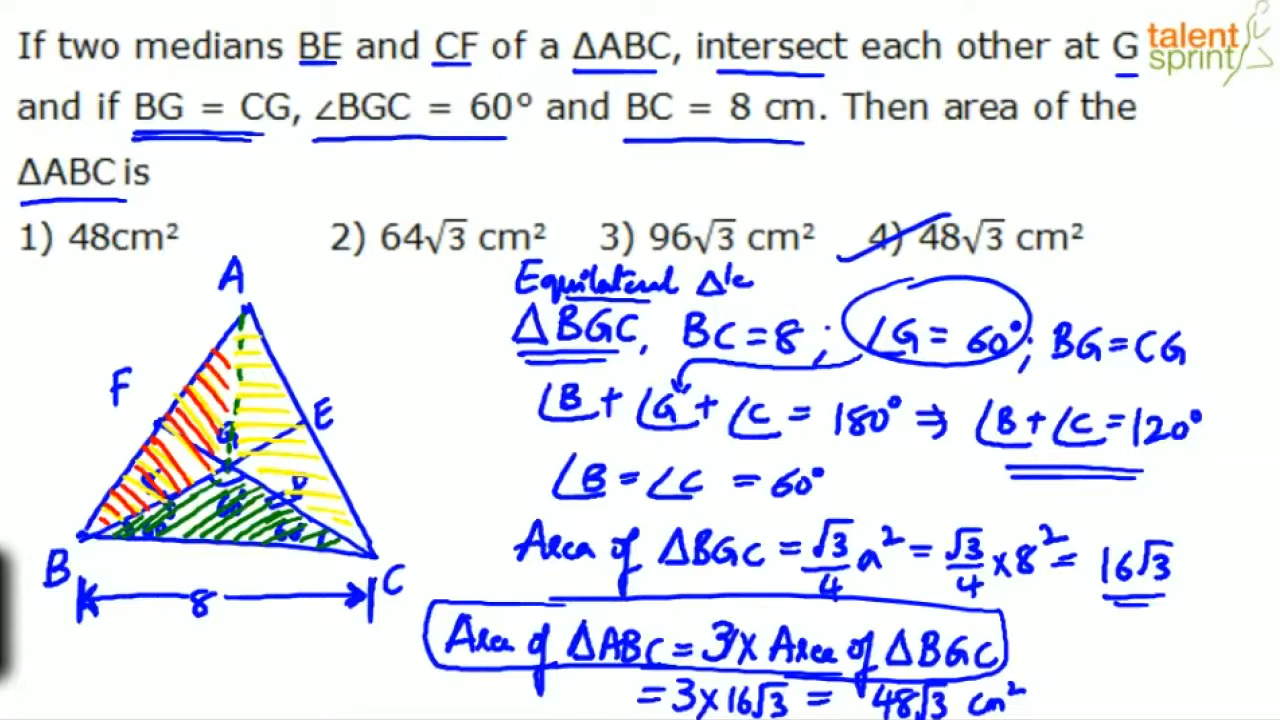 If two medians BE and CF of a ΔABC, intersect each other at G
talent
sprint
and if BG = CG, ∠BGC = 60° and BC = 8 cm. Then area of the
ΔABC is
1) 48cm² 2) 64√3 cm² 3) 96√3 cm² 4) 48√3 cm²
A
F
E
G
60°
B
C
8
Equilateral Δle
ΔBGC, BC = 8 ; ∠G = 60° ; BG = CG
∠B + ∠G + ∠C = 180° ⇒ ∠B + ∠C = 120°
∠B = ∠C = 60°
Area of ΔBGC = √3/4 a² = √3/4 × 8² = 16√3
Area of ΔABC = 3 × Area of ΔBGC
= 3 × 16√3 = 48√3 cm²